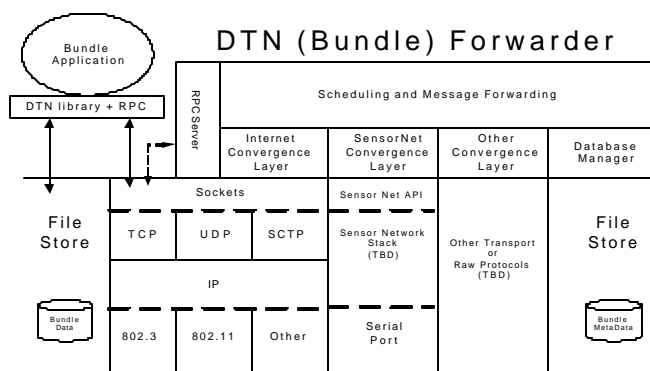 Bundle
Application
DTN (Bundle) Forwarder
DTN library + RPC
RPC Server
Scheduling and Message Forwarding
Internet
Convergence
Layer
SensorNet
Convergence
Layer
Other
Convergence
Layer
Database
Manager
Sockets
Sensor Net API
File
Store
TCP
UDP
SCTP
Sensor Network
Stack
(TBD)
Other Transport
or
Raw Protocols
(TBD)
File
Store
IP
Bundle
Data
802.3
802.11
Other
Serial
Port
Bundle
MetaData